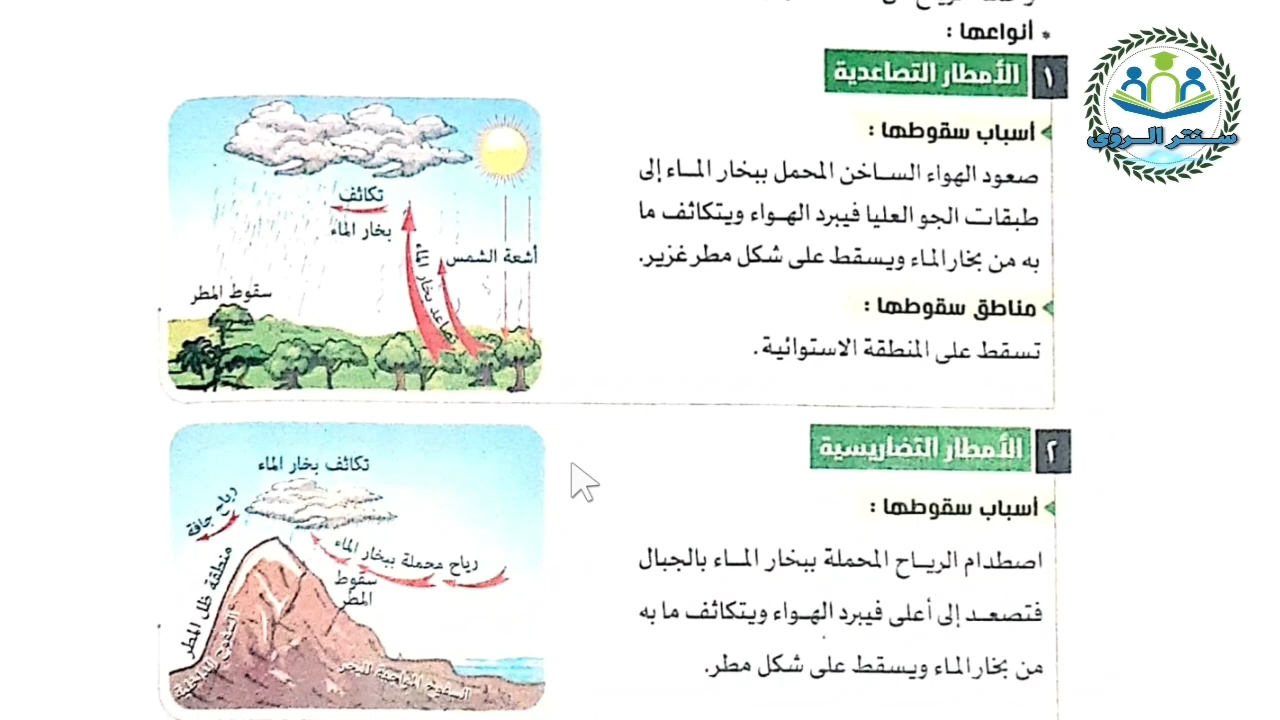 * أنواعها :
١ الأمطار التصاعدية
أسباب سقوطها :
صعود الهواء الساخن المحمل ببخار الماء إلى
طبقات الجو العليا فيبرد الهواء ويتكاثف ما
به من بخار الماء ويسقط على شكل مطر غزير.
مناطق سقوطها :
تسقط على المنطقة الاستوائية.
تكاثف
بخار الماء
أشعة الشمس
تصاعد بخار الماء
سقوط المطر
٢ الأمطار التضاريسية
أسباب سقوطها :
اصطدام الرياح المحملة ببخار الماء بالجبال
فتصعد إلى أعلى فيبرد الهواء ويتكاثف ما به
من بخار الماء ويسقط على شكل مطر.
تكاثف بخار الماء
رياح جافة
رياح محملة ببخار الماء
سقوط
المطر
منطقة ظل المطر
السفوح المواجهة للبحر
سنتر الرؤى